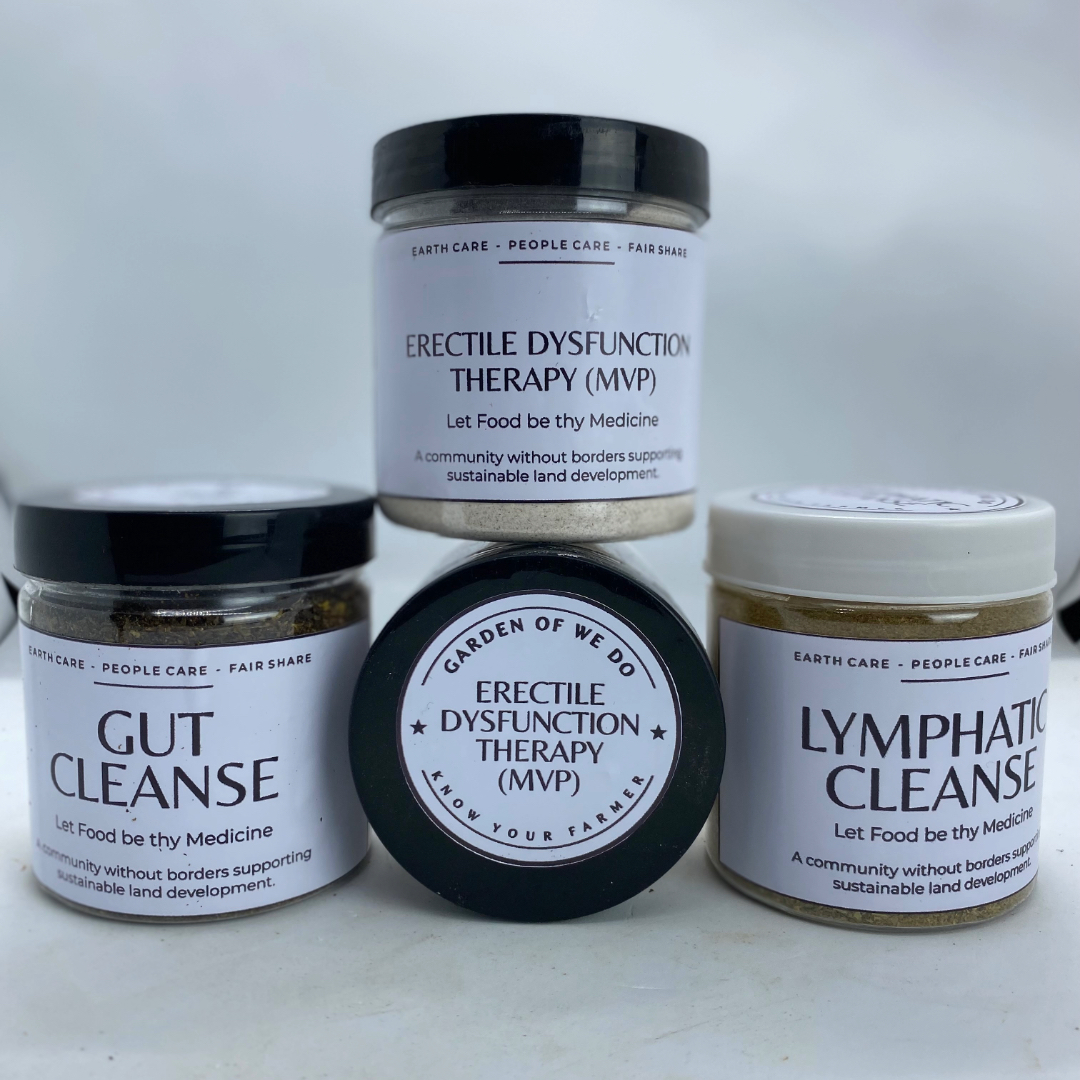 EARTH CARE - PEOPLE CARE - FAIR SHARE
ERECTILE DYSFUNCTION
THERAPY (MVP)
Let Food be thy Medicine
A community without borders supporting
sustainable land development.
EARTH CARE - PEOPLE CARE - FAIR SHARE
GUT
CLEANSE
Let Food be thy Medicine
A community without borders supporting
sustainable land development.
GARDEN OF WE DO
ERECTILE
DYSFUNCTION
THERAPY
(MVP)
KNOW YOUR FARMER
EARTH CARE - PEOPLE CARE - FAIR SHARE
LYMPHATIC
CLEANSE
Let Food be thy Medicine
A community without borders supporting
sustainable land development.